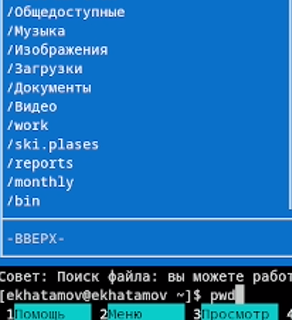 /Общедоступные
/Музыка
/Изображения
/Загрузки
/Документы
/Видео
/work
/ski.plases
/reports
/monthly
/bin
-ВВЕРХ-
Совет: Поиск файла: вы можете работ
[ekhatamov@ekhatamov ~]$ pwd
1Помощь 2Меню 3Просмотр 4